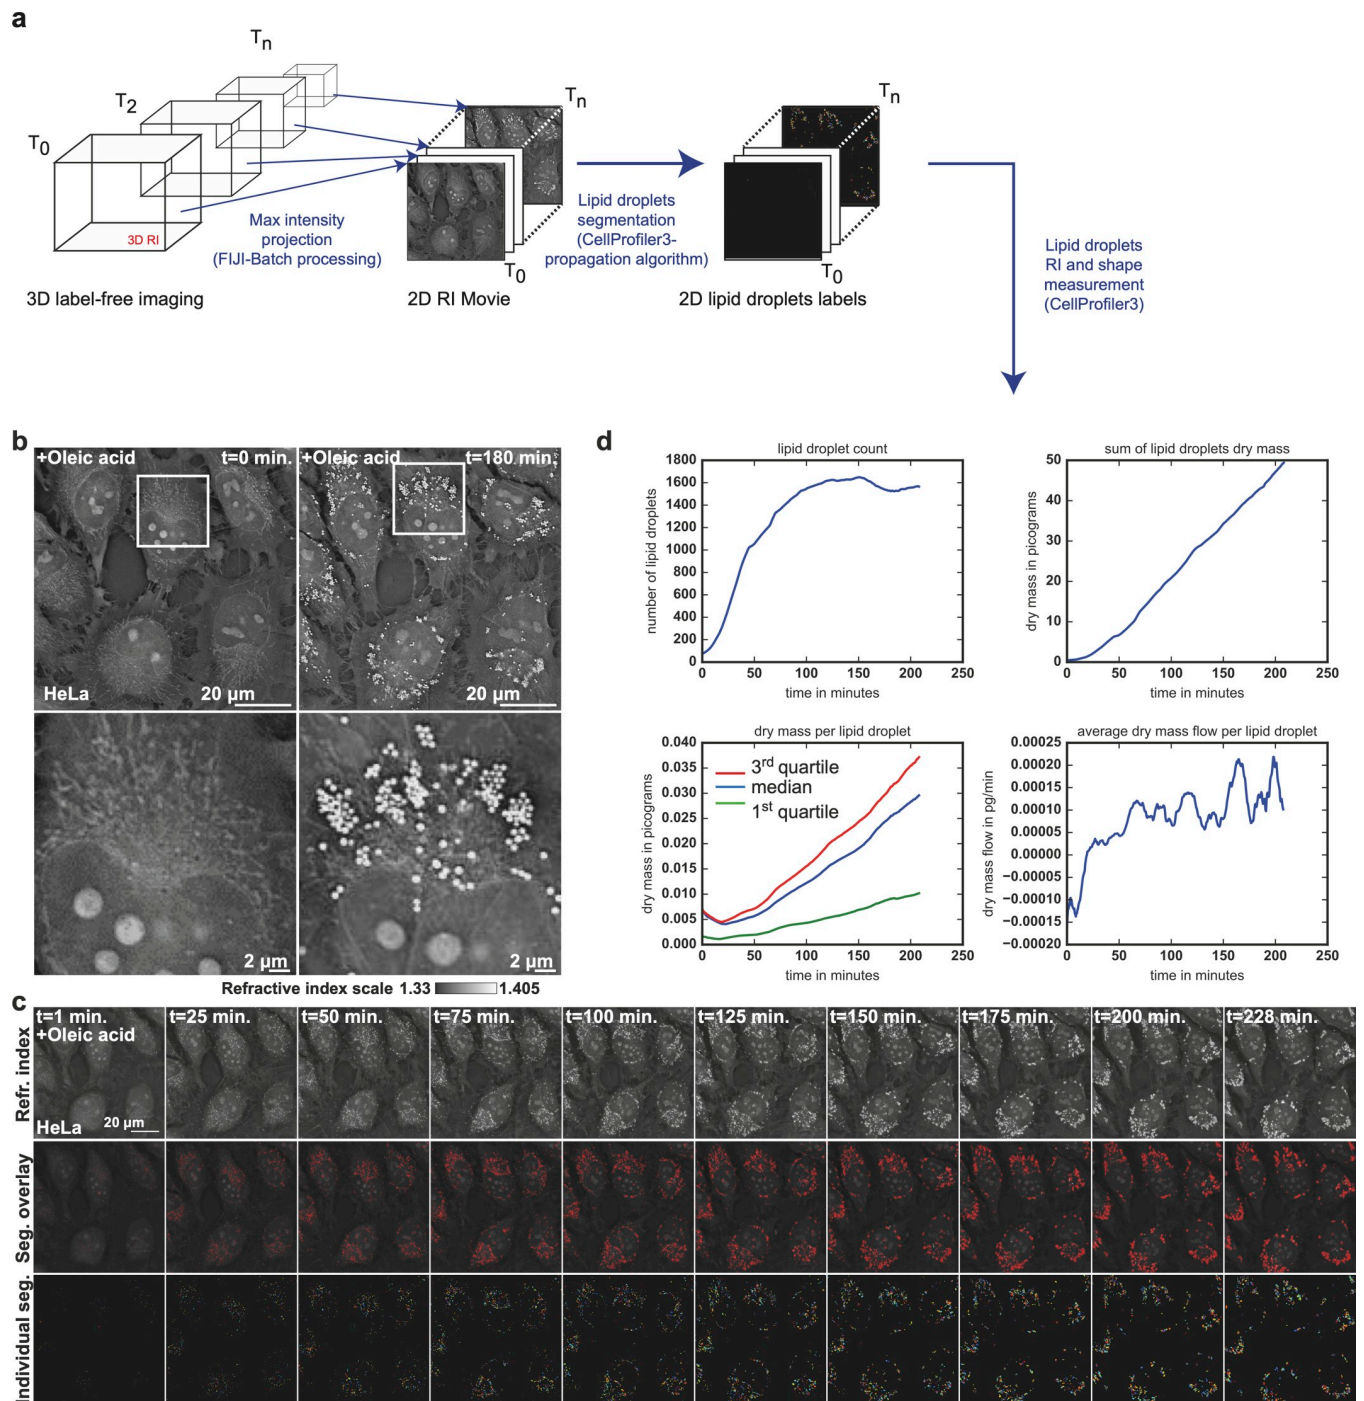 a
Tn
T2
T0
3D RI
3D label-free imaging
Max intensity
projection
(FIJI-Batch processing)
Tn
T0
2D RI Movie
Lipid droplets
segmentation
(CellProfiler3-
propagation algorithm)
Tn
T0
2D lipid droplets labels
Lipid droplets
RI and shape
measurement
(CellProfiler3)
b
+Oleic acid t=0 min.
HeLa 20 µm
+Oleic acid t=180 min.
20 µm
2 µm
2 µm
Refractive index scale 1.33 1.405
d
lipid droplet count
number of lipid droplets
1800
1600
1400
1200
1000
800
600
400
200
0
0 50 100 150 200 250
time in minutes
sum of lipid droplets dry mass
dry mass in picograms
50
40
30
20
10
0
0 50 100 150 200 250
time in minutes
dry mass per lipid droplet
dry mass in picograms
0.040
0.035
0.030
0.025
0.020
0.015
0.010
0.005
0.000
3rd quartile
median
1st quartile
0 50 100 150 200 250
time in minutes
average dry mass flow per lipid droplet
dry mass flow in pg/min
0.00025
0.00020
0.00015
0.00010
0.00005
0.00000
−0.00005
−0.00010
−0.00015
−0.00020
0 50 100 150 200 250
time in minutes
c
Refr. index
t=1 min. t=25 min. t=50 min. t=75 min. t=100 min. t=125 min. t=150 min. t=175 min. t=200 min. t=228 min.
+Oleic acid
HeLa 20 µm
Seg. overlay
Individual seg.